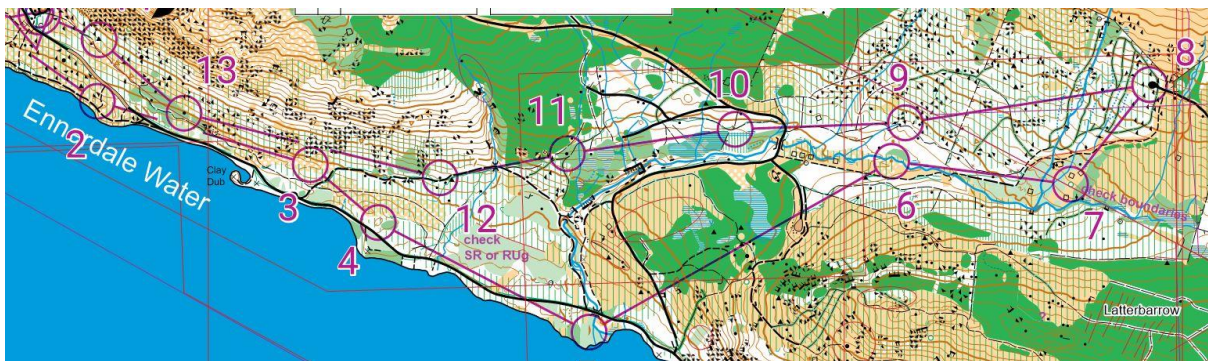 8
13
10
9
11
2
Ennerdale Water
Clay
Dub
3
12
check
SR or RUg
4
6
7
check boundaries
Latterbarrow